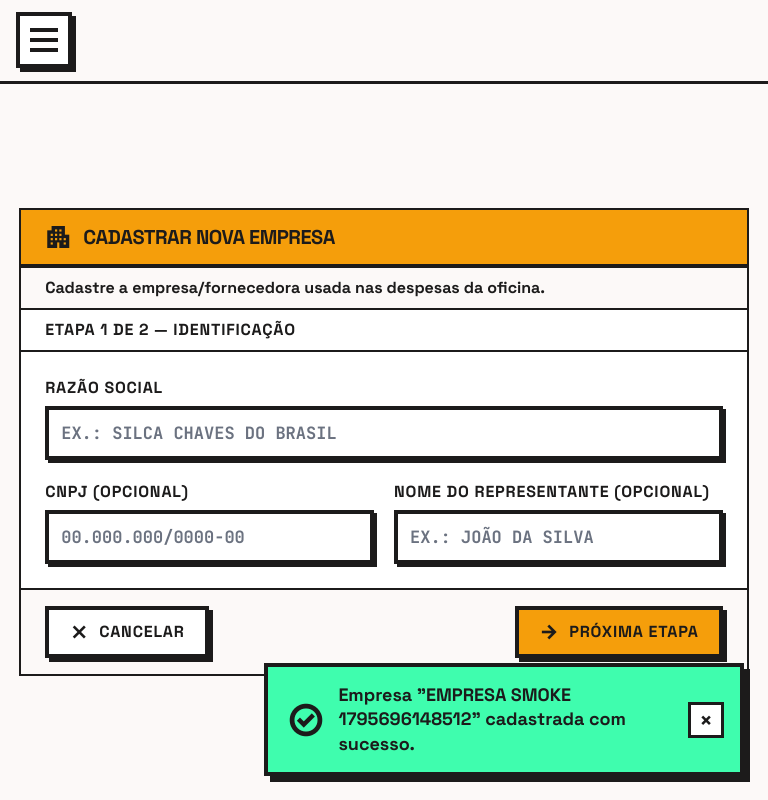 CADASTRAR NOVA EMPRESA
Cadastre a empresa/fornecedora usada nas despesas da oficina.
ETAPA 1 DE 2 — IDENTIFICAÇÃO
RAZÃO SOCIAL
EX.: SILCA CHAVES DO BRASIL
CNPJ (OPCIONAL)
00.000.000/0000-00
NOME DO REPRESENTANTE (OPCIONAL)
EX.: JOÃO DA SILVA
CANCELAR
PRÓXIMA ETAPA
Empresa ”EMPRESA SMOKE
1795696148512” cadastrada com
sucesso.